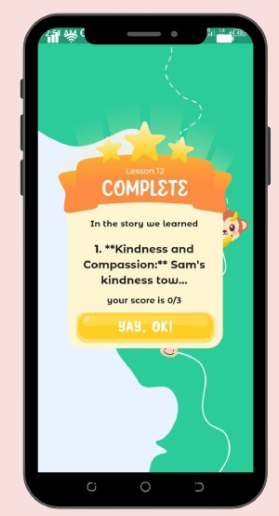 Lesson 12
COMPLETE
In the story we learned
1. **Kindness and
Compassion:** Sam's
kindness tow...
your score is 0/3
YAY, OK!